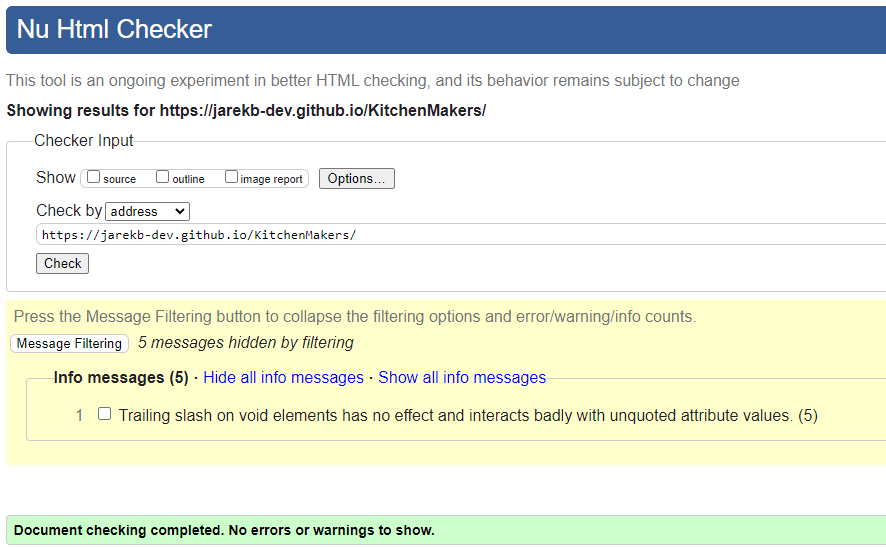 Nu Html Checker
This tool is an ongoing experiment in better HTML checking, and its behavior remains subject to change
Showing results for https://jarekb-dev.github.io/KitchenMakers/
Checker Input
Show source outline image report Options...
Check by address
https://jarekb-dev.github.io/KitchenMakers/
Check
Press the Message Filtering button to collapse the filtering options and error/warning/info counts.
Message Filtering 5 messages hidden by filtering
Info messages (5) · Hide all info messages · Show all info messages
1 Trailing slash on void elements has no effect and interacts badly with unquoted attribute values. (5)
Document checking completed. No errors or warnings to show.